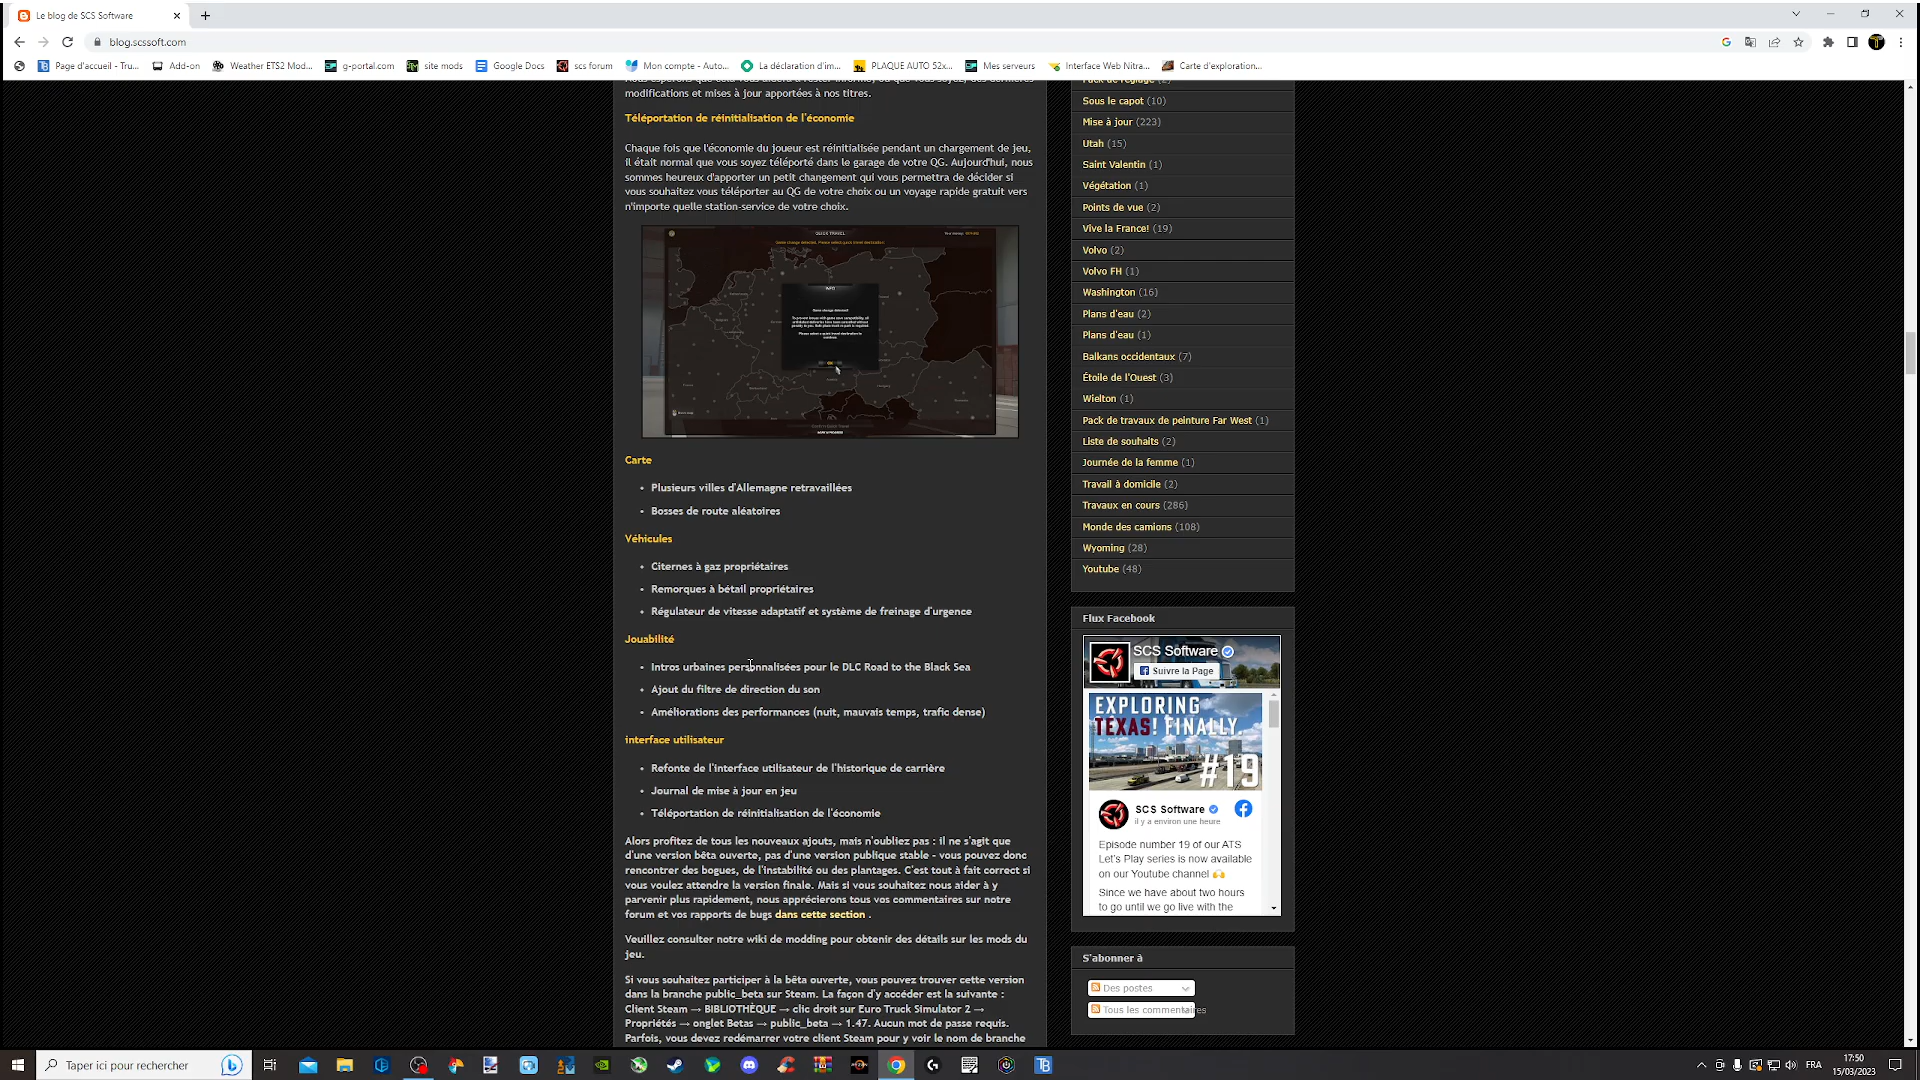 Le blog de SCS Software
blog.scssoft.com
Page d'accueil - Tru...
Add-on
Weather ETS2 Mod...
g-portal.com
site mods
Google Docs
scs forum
Mon compte - Auto...
La déclaration d'im...
PLAQUE AUTO 52x...
Mes serveurs
Interface Web Nitra...
Carte d'exploration...
modifications et mises à jour apportées à nos titres.
Téléportation de réinitialisation de l'économie
Chaque fois que l'économie du joueur est réinitialisée pendant un chargement de jeu,
il était normal que vous soyez téléporté dans le garage de votre QG. Aujourd'hui, nous
sommes heureux d'apporter un petit changement qui vous permettra de décider si
vous souhaitez vous téléporter au QG de votre choix ou un voyage rapide gratuit vers
n'importe quelle station-service de votre choix.
QUICK TRAVEL
INFO
OK
Carte
• Plusieurs villes d'Allemagne retravaillées
• Bosses de route aléatoires
Véhicules
• Citernes à gaz propriétaires
• Remorques à bétail propriétaires
• Régulateur de vitesse adaptatif et système de freinage d'urgence
Jouabilité
• Intros urbaines personnalisées pour le DLC Road to the Black Sea
• Ajout du filtre de direction du son
• Améliorations des performances (nuit, mauvais temps, trafic dense)
interface utilisateur
• Refonte de l'interface utilisateur de l'historique de carrière
• Journal de mise à jour en jeu
• Téléportation de réinitialisation de l'économie
Alors profitez de tous les nouveaux ajouts, mais n'oubliez pas : il ne s'agit que
d'une version bêta ouverte, pas d'une version publique stable - vous pouvez donc
rencontrer des bogues, de l'instabilité ou des plantages. C'est tout à fait correct si
vous voulez attendre la version finale. Mais si vous souhaitez nous aider à y
parvenir plus rapidement, nous apprécierons tous vos commentaires sur notre
forum et vos rapports de bugs dans cette section .
Veuillez consulter notre wiki de modding pour obtenir des détails sur les mods du
jeu.
Si vous souhaitez participer à la bêta ouverte, vous pouvez trouver cette version
dans la branche public_beta sur Steam. La façon d'y accéder est la suivante :
Client Steam → BIBLIOTHÈQUE → clic droit sur Euro Truck Simulator 2 →
Propriétés → onglet Betas → public_beta → 1.47. Aucun mot de passe requis.
Parfois, vous devez redémarrer votre client Steam pour y voir le nom de branche
Sous le capot (10)
Mise à jour (223)
Utah (15)
Saint Valentin (1)
Végétation (1)
Points de vue (2)
Vive la France! (19)
Volvo (2)
Volvo FH (1)
Washington (16)
Plans d'eau (2)
Plans d'eau (1)
Balkans occidentaux (7)
Étoile de l'Ouest (3)
Wielton (1)
Pack de travaux de peinture Far West (1)
Liste de souhaits (2)
Journée de la femme (1)
Travail à domicile (2)
Travaux en cours (286)
Monde des camions (108)
Wyoming (28)
Youtube (48)
Flux Facebook
SCS Software
Suivre la Page
EXPLORING
TEXAS! FINALLY.
#19
SCS Software
il y a environ une heure
Episode number 19 of our ATS
Let's Play series is now available
on our Youtube channel
Since we have about two hours
to go until we go live with the
S'abonner à
Des postes
Tous les commentaires
Taper ici pour rechercher
FRA
17:50
15/03/2023